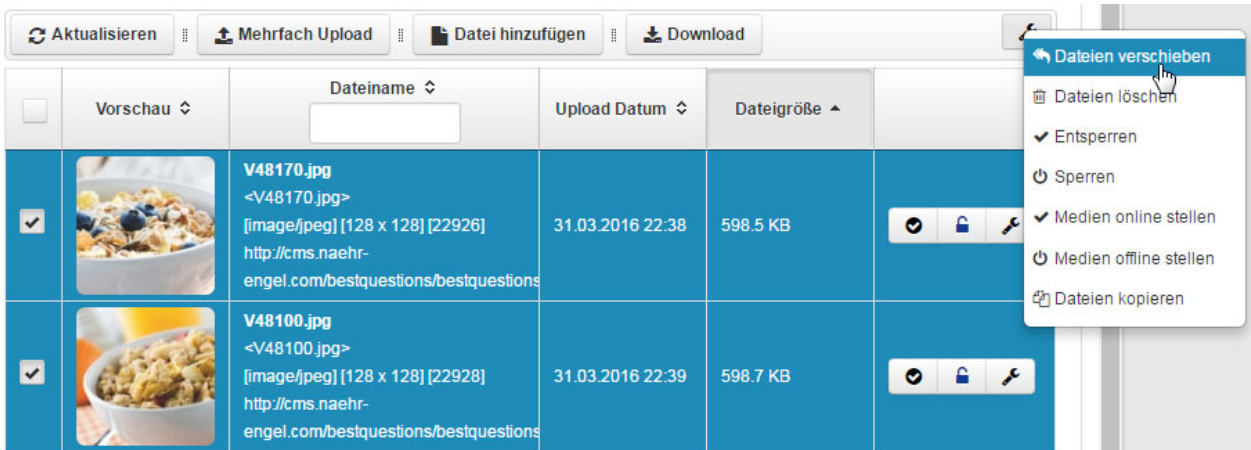 Aktualisieren Mehrfach Upload Datei hinzufügen Download
Dateien verschieben
Dateien löschen
Entsperren
Sperren
Medien online stellen
Medien offline stellen
Dateien kopieren
Vorschau Dateiname Upload Datum Dateigröße
V48170.jpg
<V48170.jpg>
[image/jpeg] [128 x 128] [22926]
http://cms.naehr-
engel.com/bestquestions/bestquestions
31.03.2016 22:38 598.5 KB
V48100.jpg
<V48100.jpg>
[image/jpeg] [128 x 128] [22928]
http://cms.naehr-
engel.com/bestquestions/bestquestions
31.03.2016 22:39 598.7 KB